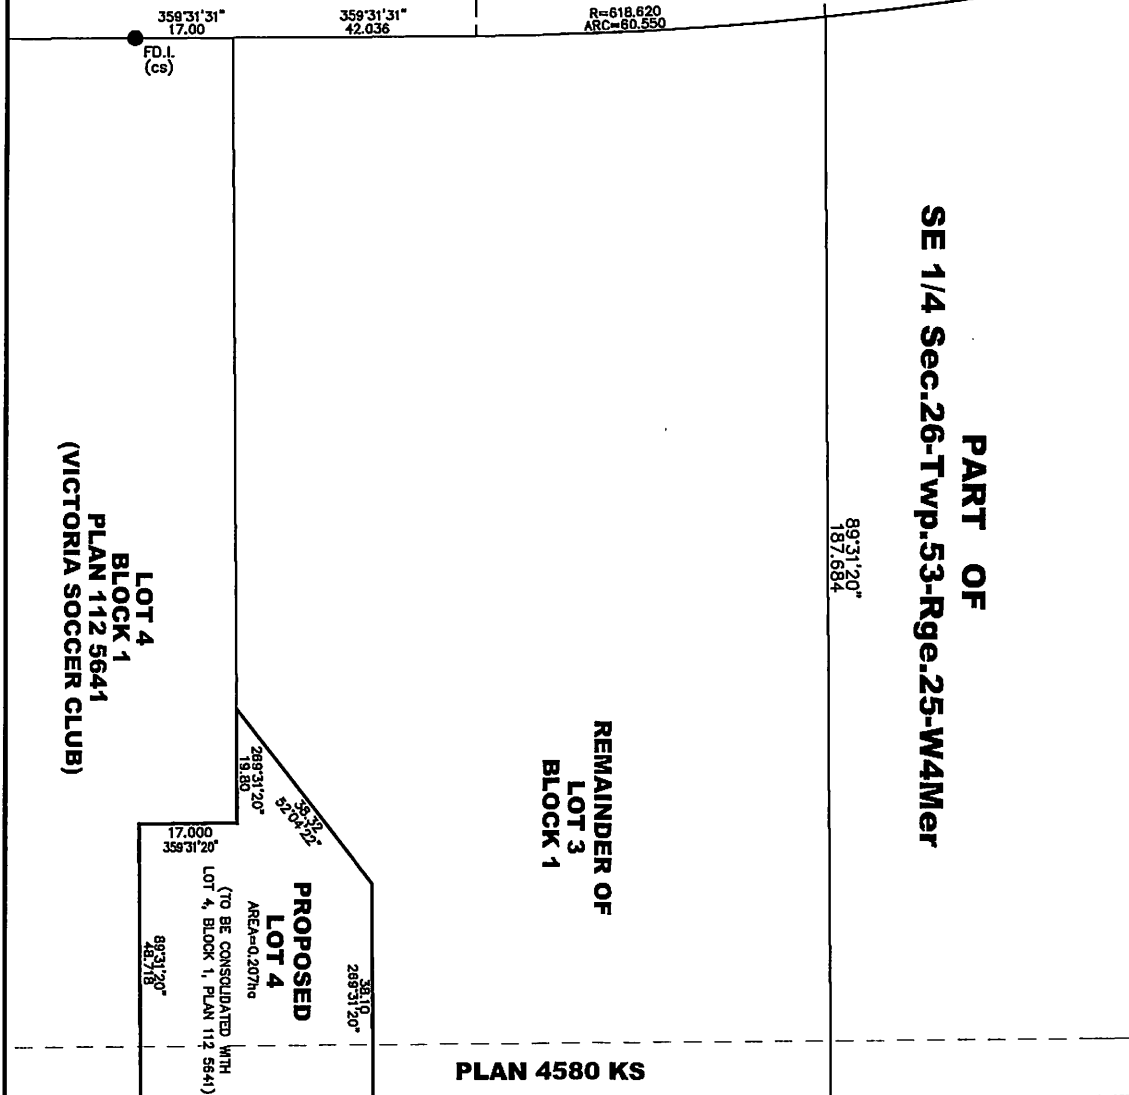 359°31'31"
17.00
359°31'31"
42.036
R=618.620
ARC=60.550
FD.I.
(cs)
PART OF
SE 1/4 Sec.26-Twp.53-Rge.25-W4Mer
89°31'20"
187.684
LOT 4
BLOCK 1
PLAN 112 5641
(VICTORIA SOCCER CLUB)
REMAINDER OF
LOT 3
BLOCK 1
269°31'20"
19.80
38.32
52°04'22"
17.000
359°31'20"
PROPOSED
LOT 4
AREA=0.207ha
(TO BE CONSOLIDATED WITH
LOT 4, BLOCK 1, PLAN 112 5641)
38.10
269°31'20"
89°31'20"
48.718
PLAN 4580 KS